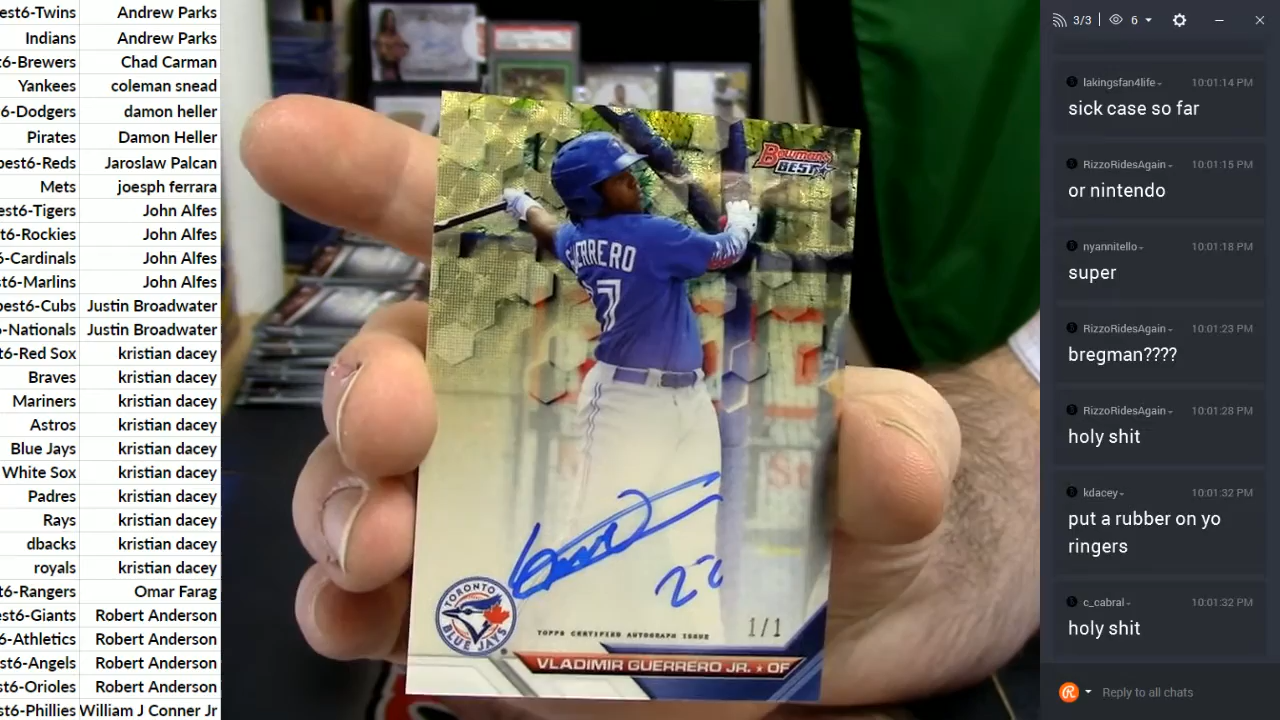 est6-Twins Andrew Parks
Indians Andrew Parks
6-Brewers Chad Carman
Yankees coleman snead
6-Dodgers damon heller
Pirates Damon Heller
best6-Reds Jaroslaw Palcan
Mets joesph ferrara
est6-Tigers John Alfes
t6-Rockies John Alfes
6-Cardinals John Alfes
st6-Marlins John Alfes
best6-Cubs Justin Broadwater
-Nationals Justin Broadwater
t6-Red Sox kristian dacey
Braves kristian dacey
Mariners kristian dacey
Astros kristian dacey
Blue Jays kristian dacey
White Sox kristian dacey
Padres kristian dacey
Rays kristian dacey
dbacks kristian dacey
royals kristian dacey
t6-Rangers Omar Farag
est6-Giants Robert Anderson
6-Athletics Robert Anderson
st6-Angels Robert Anderson
st6-Orioles Robert Anderson
st6-Phillies William J Conner Jr
Bowman's
BEST
GUERRERO
7
27
TORONTO
BLUE JAYS
TOPPS CERTIFIED AUTOGRAPH ISSUE
1/1
VLADIMIR GUERRERO JR. ★ OF
3/3 6
lakingsfan4life 10:01:14 PM
sick case so far
RizzoRidesAgain 10:01:15 PM
or nintendo
nyannitello 10:01:18 PM
super
RizzoRidesAgain 10:01:23 PM
bregman????
RizzoRidesAgain 10:01:28 PM
holy shit
kdacey 10:01:32 PM
put a rubber on yo
ringers
c_cabral 10:01:32 PM
holy shit
Reply to all chats